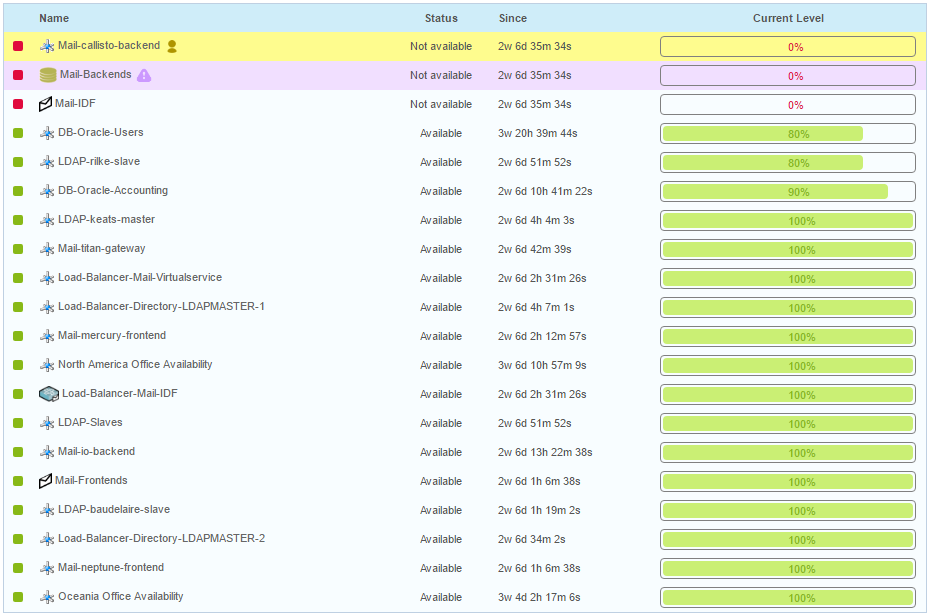 Name Status Since Current Level
Mail-callisto-backend Not available 2w 6d 35m 34s 0%
Mail-Backends Not available 2w 6d 35m 34s 0%
Mail-IDF Not available 2w 6d 35m 34s 0%
DB-Oracle-Users Available 3w 20h 39m 44s 80%
LDAP-rilke-slave Available 2w 6d 51m 52s 80%
DB-Oracle-Accounting Available 2w 6d 10h 41m 22s 90%
LDAP-keats-master Available 2w 6d 4h 4m 3s 100%
Mail-titan-gateway Available 2w 6d 42m 39s 100%
Load-Balancer-Mail-Virtualservice Available 2w 6d 2h 31m 26s 100%
Load-Balancer-Directory-LDAPMASTER-1 Available 2w 6d 4h 7m 1s 100%
Mail-mercury-frontend Available 2w 6d 2h 12m 57s 100%
North America Office Availability Available 3w 6d 10h 57m 9s 100%
Load-Balancer-Mail-IDF Available 2w 6d 2h 31m 26s 100%
LDAP-Slaves Available 2w 6d 51m 52s 100%
Mail-io-backend Available 2w 6d 13h 22m 38s 100%
Mail-Frontends Available 2w 6d 1h 6m 38s 100%
LDAP-baudelaire-slave Available 2w 6d 1h 19m 2s 100%
Load-Balancer-Directory-LDAPMASTER-2 Available 2w 6d 34m 2s 100%
Mail-neptune-frontend Available 2w 6d 1h 6m 38s 100%
Oceania Office Availability Available 3w 4d 2h 17m 6s 100%